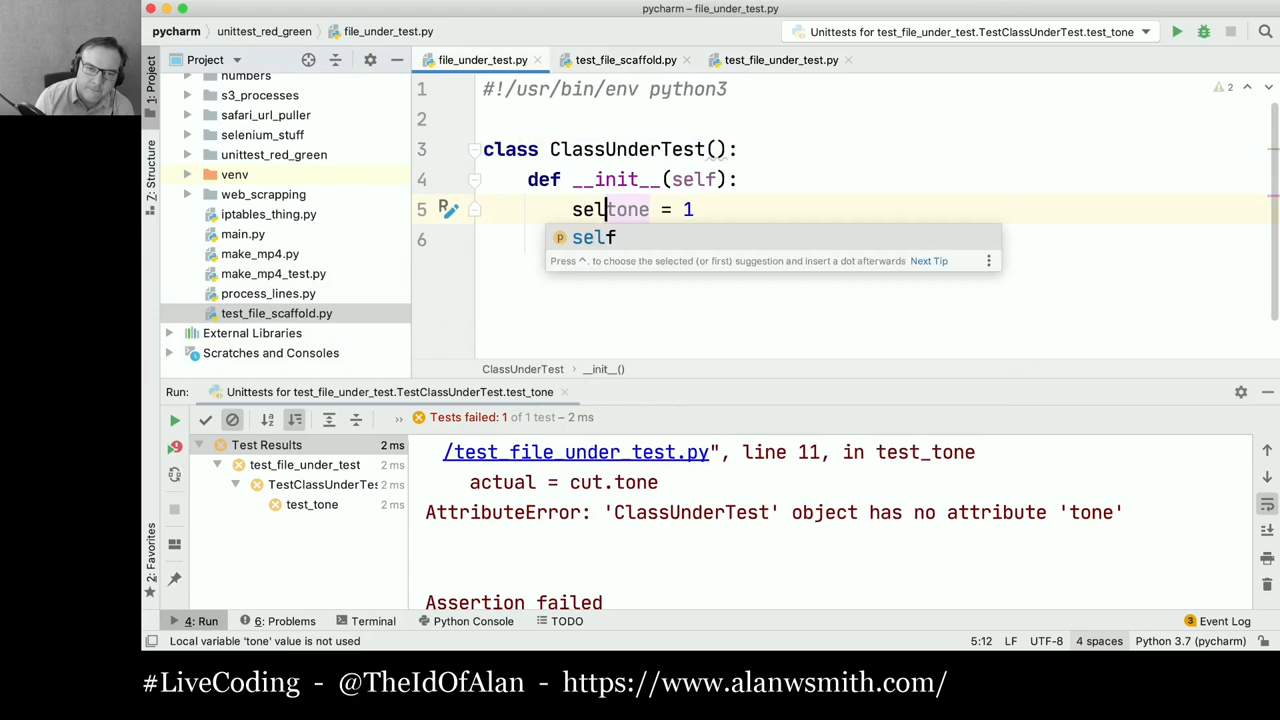 pycharm – file_under_test.py
pycharm
unittest_red_green
file_under_test.py
Unittests for test_file_under_test.TestClassUnderTest.test_tone
Project
file_under_test.py
test_file_scaffold.py
test_file_under_test.py
1: Project
Z: Structure
2: Favorites
numbers
s3_processes
safari_url_puller
selenium_stuff
unittest_red_green
venv
web_scrapping
iptables_thing.py
main.py
make_mp4.py
make_mp4_test.py
process_lines.py
test_file_scaffold.py
External Libraries
Scratches and Consoles
2
1 #!/usr/bin/env python3
2
3 class ClassUnderTest():
4 def __init__(self):
5 seltone = 1
6
self
Press ^. to choose the selected (or first) suggestion and insert a dot afterwards Next Tip
ClassUnderTest › __init__()
Run: Unittests for test_file_under_test.TestClassUnderTest.test_tone
» Tests failed: 1 of 1 test – 2 ms
Test Results 2 ms
test_file_under_test 2 ms
TestClassUnderTes 2 ms
test_tone 2 ms
/test_file_under_test.py", line 11, in test_tone
actual = cut.tone
AttributeError: 'ClassUnderTest' object has no attribute 'tone'
Assertion failed
4: Run
6: Problems
Terminal
Python Console
TODO
3 Event Log
Local variable 'tone' value is not used
5:12 LF UTF-8 4 spaces Python 3.7 (pycharm)
#LiveCoding - @TheIdOfAlan - https://www.alanwsmith.com/